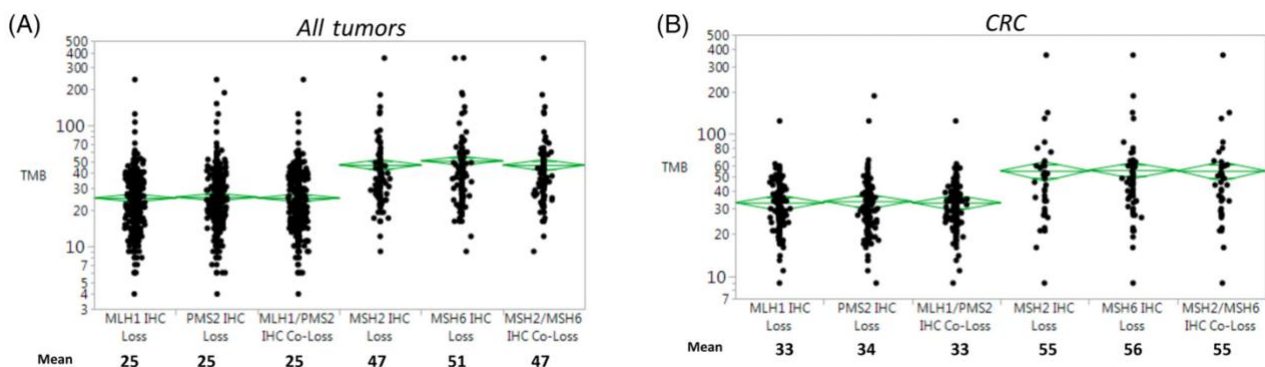 (A)
All tumors
500
400
300
200
100
70
50
40
30
20
10
7
5
4
3
TMB
MLH1 IHC Loss
PMS2 IHC Loss
MLH1/PMS2 IHC Co-Loss
MSH2 IHC Loss
MSH6 IHC Loss
MSH2/MSH6 IHC Co-Loss
Mean 25 25 25 47 51 47
(B)
CRC
500
400
300
200
100
70
60
50
40
30
20
10
7
TMB
MLH1 IHC Loss
PMS2 IHC Loss
MLH1/PMS2 IHC Co-Loss
MSH2 IHC Loss
MSH6 IHC Loss
MSH2/MSH6 IHC Co-Loss
Mean 33 34 33 55 56 55